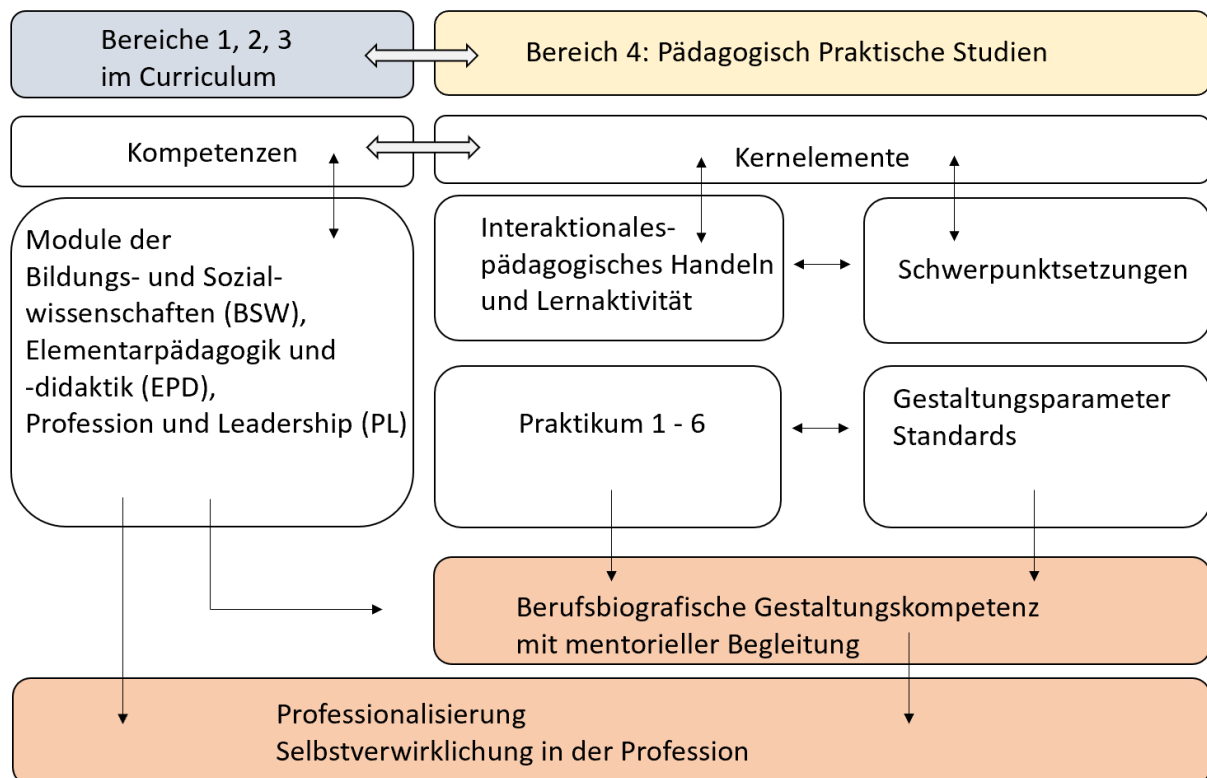 Bereiche 1, 2, 3
im Curriculum
Bereich 4: Pädagogisch Praktische Studien
Kompetenzen
Kernelemente
Module der
Bildungs- und Sozial-
wissenschaften (BSW),
Elementarpädagogik und
-didaktik (EPD),
Profession und Leadership (PL)
Interaktionales-
pädagogisches Handeln
und Lernaktivität
Schwerpunktsetzungen
Praktikum 1 - 6
Gestaltungsparameter
Standards
Berufsbiografische Gestaltungskompetenz
mit mentorieller Begleitung
Professionalisierung
Selbstverwirklichung in der Profession